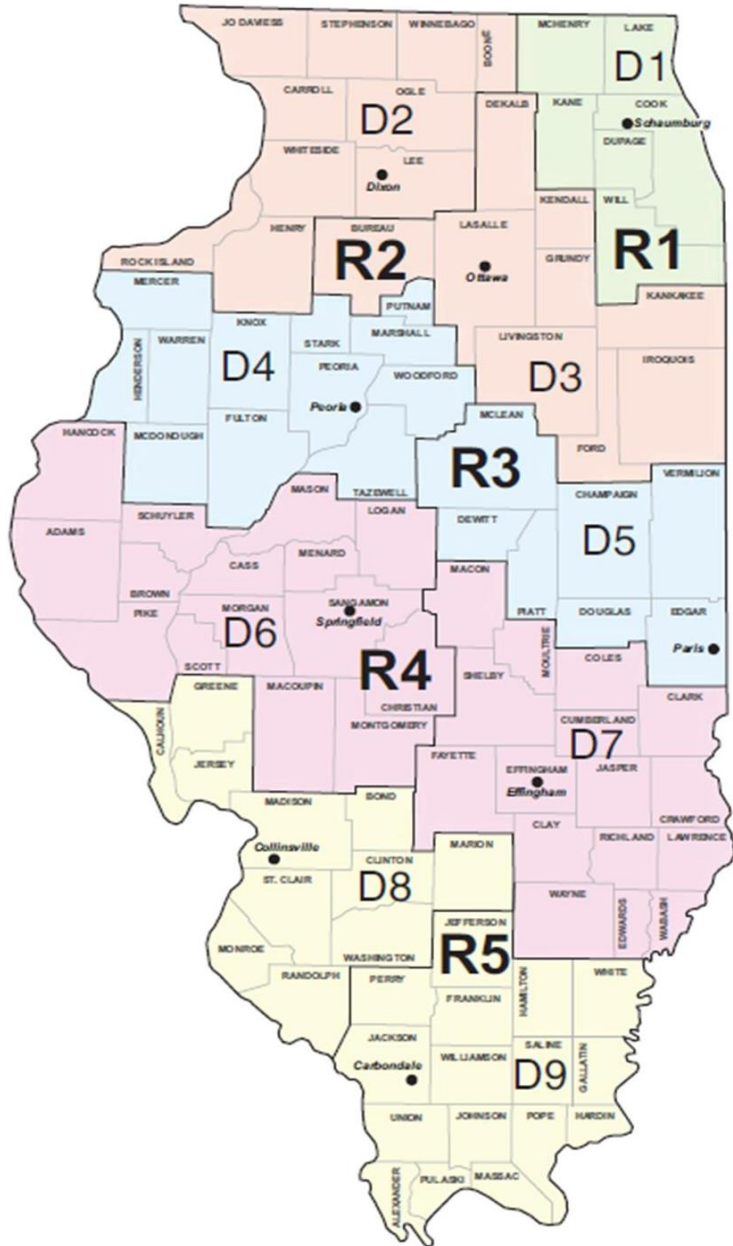 JO DAVIESS
STEPHENSON
WINNEBAGO
BOONE
MCHENRY
LAKE
D1
CARROLL
OGLE
D2
DEKALB
KANE
COOK
Schaumburg
DUPAGE
WHITESIDE
LEE
Dixon
KENDALL
WILL
HENRY
BUREAU
R2
LASALLE
Ottawa
GRUNDY
R1
ROCK ISLAND
MERCER
PUTNAM
KANKAKEE
KNOX
STARK
MARSHALL
LIVINGSTON
HENDERSON
WARREN
D4
PEORIA
WOODFORD
D3
IROQUOIS
Peoria
FULTON
MCLEAN
HANCOCK
MCDONOUGH
R3
FORD
VERMILION
MASON
TAZEWELL
CHAMPAIGN
SCHUYLER
LOGAN
DEWITT
D5
ADAMS
CASS
MENARD
MACON
BROWN
PIKE
MORGAN
SANGAMON
Springfield
PIATT
DOUGLAS
EDGAR
D6
MOULTRIE
Paris
SCOTT
R4
SHELBY
COLES
GREENE
MACOUPIN
CHRISTIAN
CLARK
CALHOUN
MONTGOMERY
CUMBERLAND
D7
JERSEY
FAYETTE
EFFINGHAM
Effingham
JASPER
MADISON
BOND
CLAY
CRAWFORD
RICHLAND
LAWRENCE
Collinsville
CLINTON
MARION
ST. CLAIR
D8
WAYNE
EDWARDS
WABASH
JEFFERSON
MONROE
WASHINGTON
R5
RANDOLPH
PERRY
HAMILTON
WHITE
FRANKLIN
JACKSON
SALINE
Carbondale
WILLIAMSON
D9
GALLATIN
UNION
JOHNSON
POPE
HARDIN
ALEXANDER
PULASKI
MASSAC